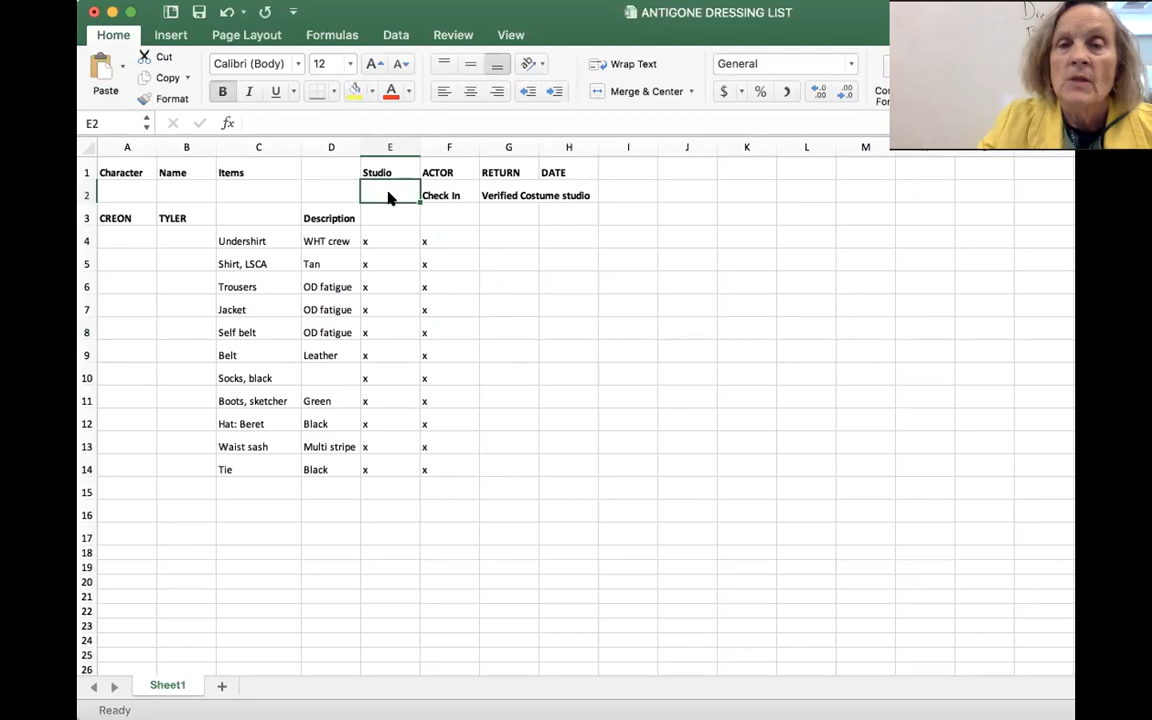 ANTIGONE DRESSING LIST
Home Insert Page Layout Formulas Data Review View
Paste Cut Copy Format Calibri (Body) 12 Wrap Text General
B I U Merge & Center $ %
E2 fx
A B C D E F G H I J K L M
1 Character Name Items Studio ACTOR RETURN DATE
2 Check In Verified Costume studio
3 CREON TYLER Description
4 Undershirt WHT crew x x
5 Shirt, LSCA Tan x x
6 Trousers OD fatigue x x
7 Jacket OD fatigue x x
8 Self belt OD fatigue x x
9 Belt Leather x x
10 Socks, black x x
11 Boots, sketcher Green x x
12 Hat: Beret Black x x
13 Waist sash Multi stripe x x
14 Tie Black x x
15
16
17
18
19
20
21
22
23
24
25
26
Sheet1
Ready